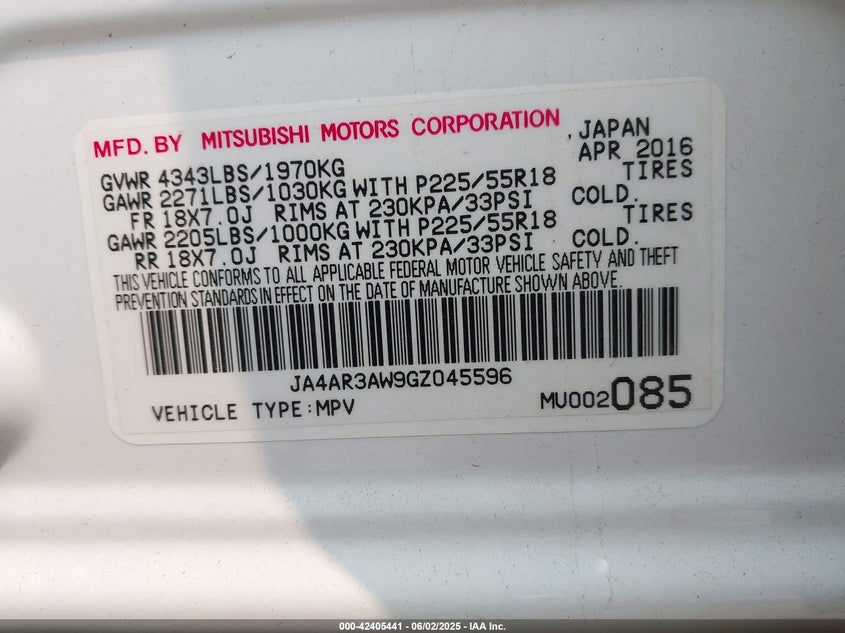 MFD. BY MITSUBISHI MOTORS CORPORATION , JAPAN
GVWR 4343LBS/1970KG APR 2016
GAWR 2271LBS/1030KG WITH P225/55R18 TIRES
FR 18X7.0J RIMS AT 230KPA/33PSI COLD.
GAWR 2205LBS/1000KG WITH P225/55R18 TIRES
RR 18X7.0J RIMS AT 230KPA/33PSI COLD.
THIS VEHICLE CONFORMS TO ALL APPLICABLE FEDERAL MOTOR VEHICLE SAFETY AND THEFT
PREVENTION STANDARDS IN EFFECT ON THE DATE OF MANUFACTURE SHOWN ABOVE.
JA4AR3AW9GZ045596
VEHICLE TYPE:MPV MU002085
000-42405441 - 06/02/2025 - IAA Inc.